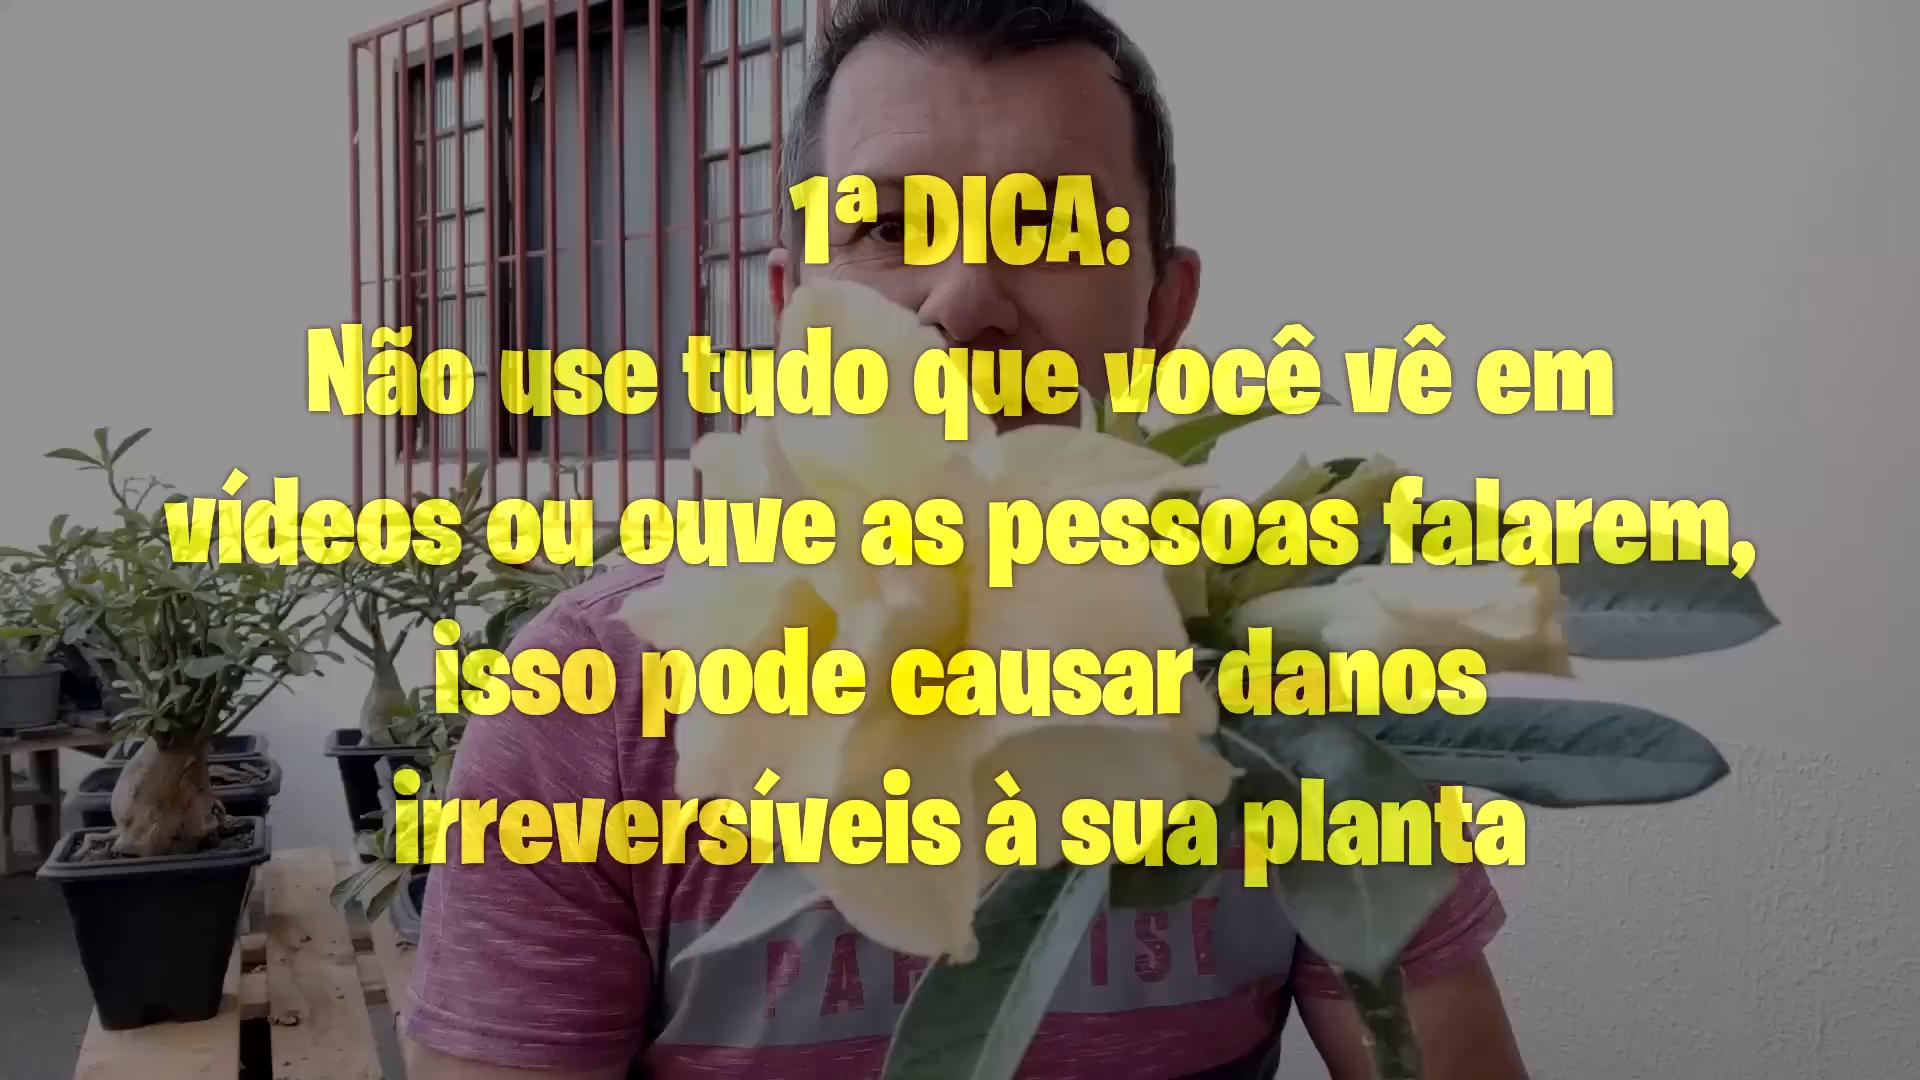 1ª DICA:
Não use tudo que você vê em
vídeos ou ouve as pessoas falarem,
isso pode causar danos
irreversíveis à sua planta